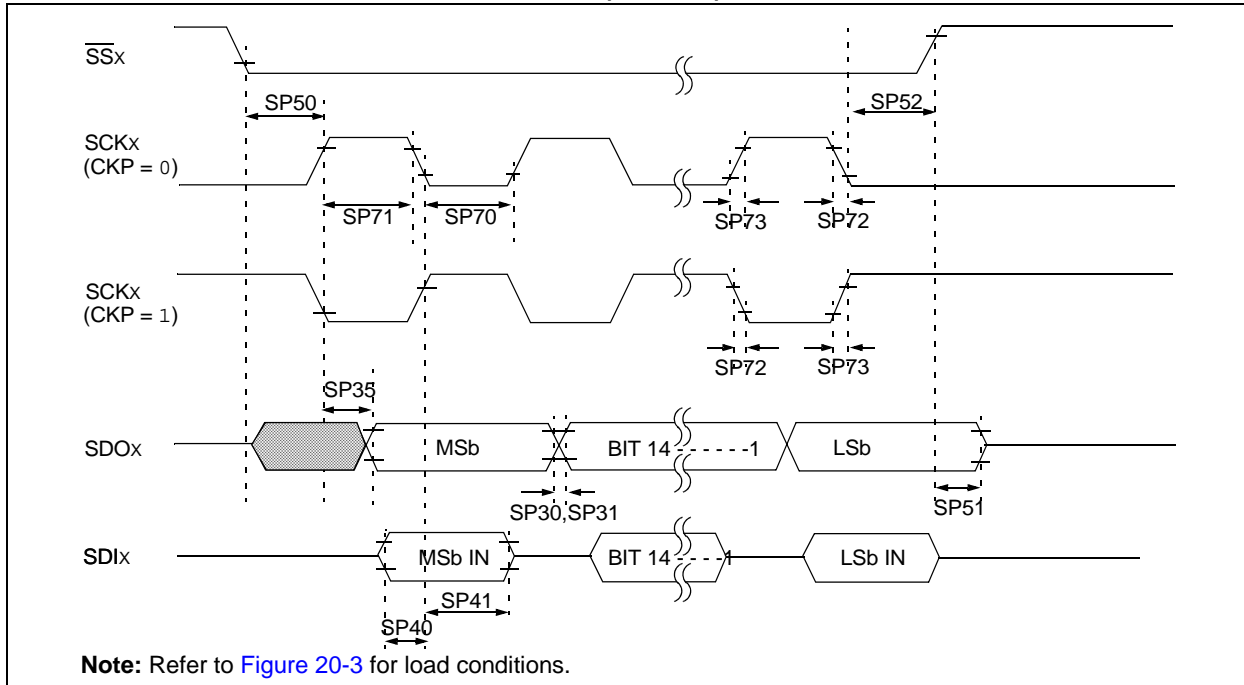 SSX
SP50
SP52
SCKX
(CKP = 0)
SP71
SP70
SP73
SP72
SCKX
(CKP = 1)
SP72
SP73
SP35
SDOX
MSb
BIT 14 - - - - - -1
LSb
SP30,SP31
SP51
SDIX
MSb IN
BIT 14 - - - - -1
LSb IN
SP41
SP40
Note: Refer to Figure 20-3 for load conditions.